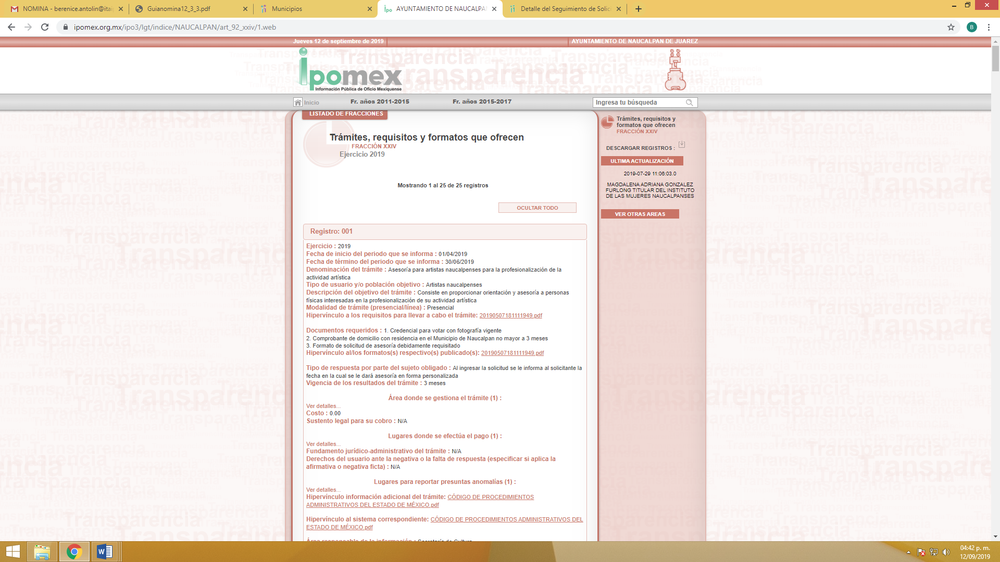 NOMINA - berenice.antolin@itai
Guianomina12_3_3.pdf
Municipios
AYUNTAMIENTO DE NAUCALPA
Detalle del Seguimiento de Solici
ipomex.org.mx/ipo3/lgt/indice/NAUCALPAN/art_92_xxiv/1.web
B
Jueves 12 de septiembre de 2019
AYUNTAMIENTO DE NAUCALPAN DE JUAREZ
ipomex
Información Pública de Oficio Mexiquense
Transparencia
Inicio
Fr. años 2011-2015
Fr. años 2015-2017
Ingresa tu búsqueda
LISTADO DE FRACCIONES
Trámites, requisitos y formatos que ofrecen
FRACCIÓN XXIV
Ejercicio 2019
Mostrando 1 al 25 de 25 registros
OCULTAR TODO
Registro: 001
Ejercicio : 2019
Fecha de inicio del periodo que se informa : 01/04/2019
Fecha de término del periodo que se informa : 30/06/2019
Denominación del trámite : Asesoría para artistas naucalpenses para la profesionalización de la
actividad artística
Tipo de usuario y/o población objetivo : Artistas naucalpenses
Descripción del objetivo del trámite : Consiste en proporcionar orientación y asesoría a personas
físicas interesadas en la profesionalización de su actividad artística
Modalidad de trámite (presencial/línea) : Presencial
Hipervínculo a los requisitos para llevar a cabo el trámite: 20190507181111949.pdf
Documentos requeridos : 1. Credencial para votar con fotografía vigente
2. Comprobante de domicilio con residencia en el Municipio de Naucalpan no mayor a 3 meses
3. Formato de solicitud de asesoría debidamente requisitado
Hipervínculo al/los formatos(s) respectivo(s) publicado(s): 20190507181111949.pdf
Tipo de respuesta por parte del sujeto obligado : Al ingresar la solicitud se le informa al solicitante la
fecha en la cual se le dará asesoría en forma personalizada
Vigencia de los resultados del trámite : 3 meses
Área donde se gestiona el trámite (1) :
Ver detalles...
Costo : 0.00
Sustento legal para su cobro : N/A
Lugares donde se efectúa el pago (1) :
Ver detalles...
Fundamento jurídico-administrativo del trámite : N/A
Derechos del usuario ante la negativa o la falta de respuesta (especificar si aplica la
afirmativa o negativa ficta) : N/A
Lugares para reportar presuntas anomalías (1) :
Ver detalles...
Hipervínculo información adicional del trámite: CÓDIGO DE PROCEDIMIENTOS
ADMINISTRATIVOS DEL ESTADO DE MÉXICO.pdf
Hipervínculo al sistema correspondiente: CÓDIGO DE PROCEDIMIENTOS ADMINISTRATIVOS DEL
ESTADO DE MÉXICO.pdf
Área responsable de la información : Secretaría de Cultura
Trámites, requisitos y
formatos que ofrecen
FRACCIÓN XXIV
DESCARGAR REGISTROS :
ULTIMA ACTUALIZACIÓN
2019-07-29 11:06:03.0
MAGDALENA ADRIANA GONZALEZ
FURLONG TITULAR DEL INSTITUTO
DE LAS MUJERES NAUCALPANSES
VER OTRAS AREAS
04:42 p. m.
12/09/2019